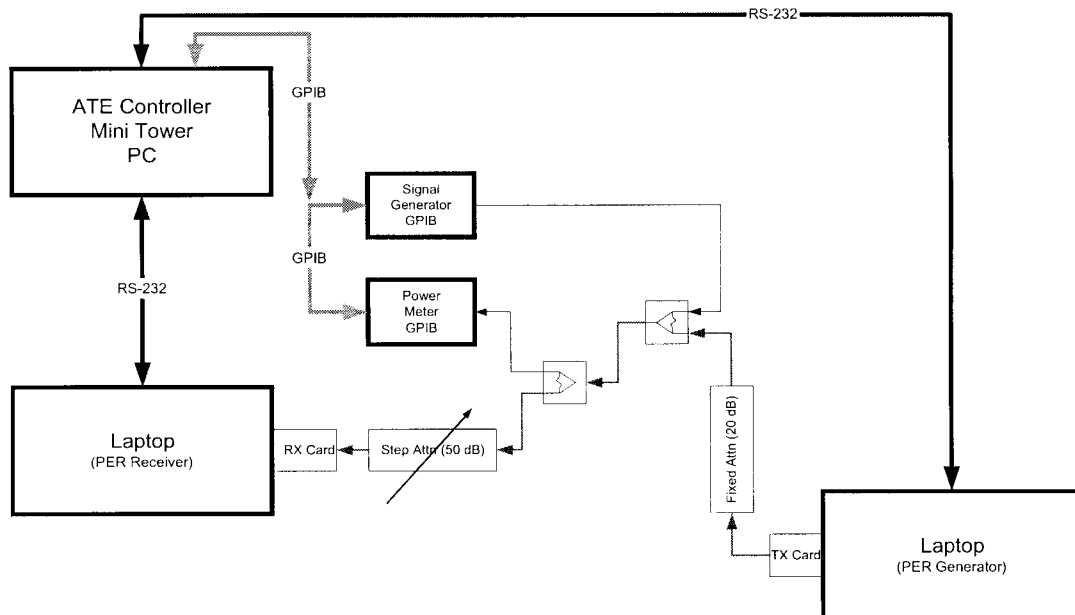 RS-232
ATE Controller
Mini Tower
PC
GPIB
Signal
Generator
GPIB
GPIB
RS-232
Power
Meter
GPIB
Laptop
(PER Receiver)
RX Card
Step Attn (50 dB)
Fixed Attn (20 dB)
TX Card
Laptop
(PER Generator)